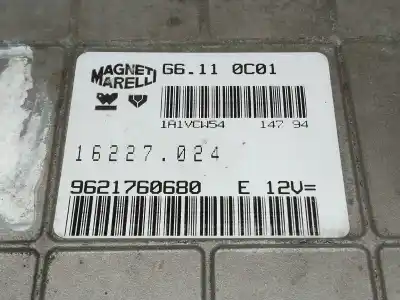 MAGNETI
MARELLI
G6.11 0C01
1A1VCW54 147 94
16227.024
9621760680 E 12V=